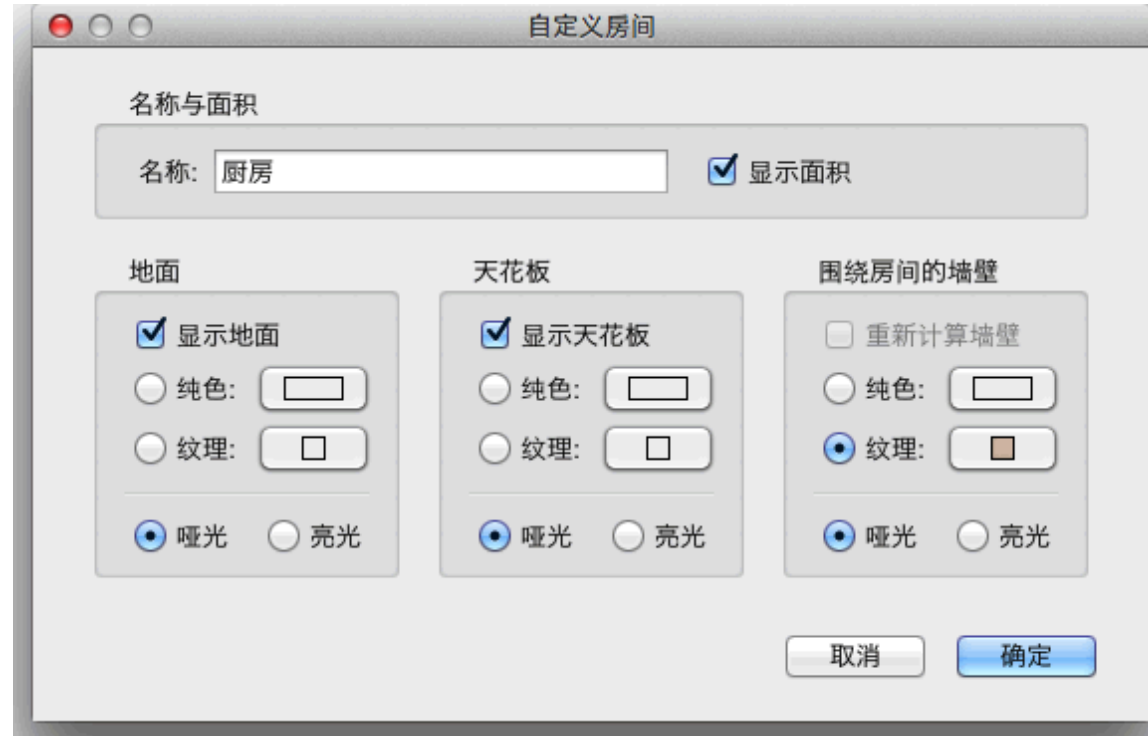 自定义房间
名称与面积
名称: 厨房 显示面积
地面 天花板 围绕房间的墙壁
显示地面 显示天花板 重新计算墙壁
纯色: 纯色: 纯色:
纹理: 纹理: 纹理:
哑光 亮光 哑光 亮光 哑光 亮光
取消 确定